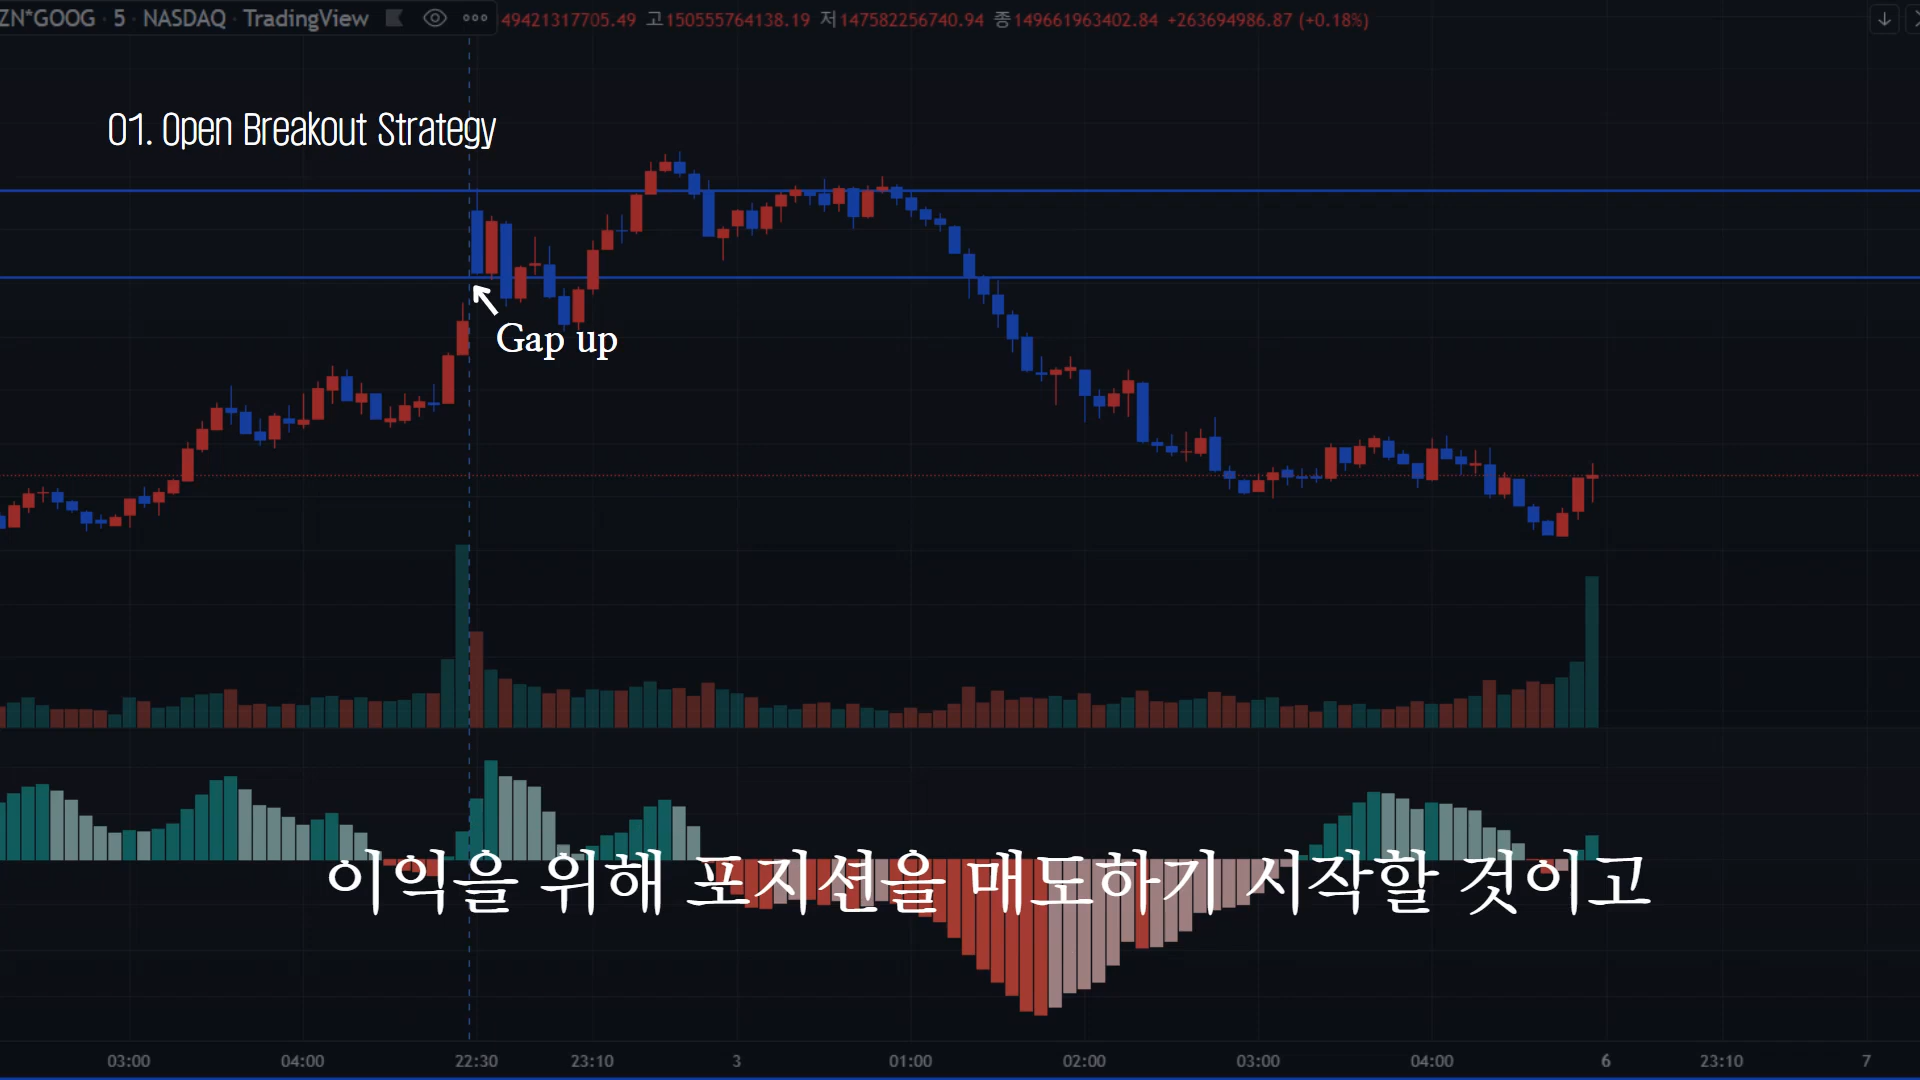 ZN*GOOG · 5 · NASDAQ · TradingView 49421317705.49 고150555764138.19 저147582256740.94 종149661963402.84 +263694986.87 (+0.18%)
01. Open Breakout Strategy
Gap up
이익을 위해 포지션을 매도하기 시작할 것이고
03:00 04:00 22:30 23:10 3 01:00 02:00 03:00 04:00 6 23:10 7